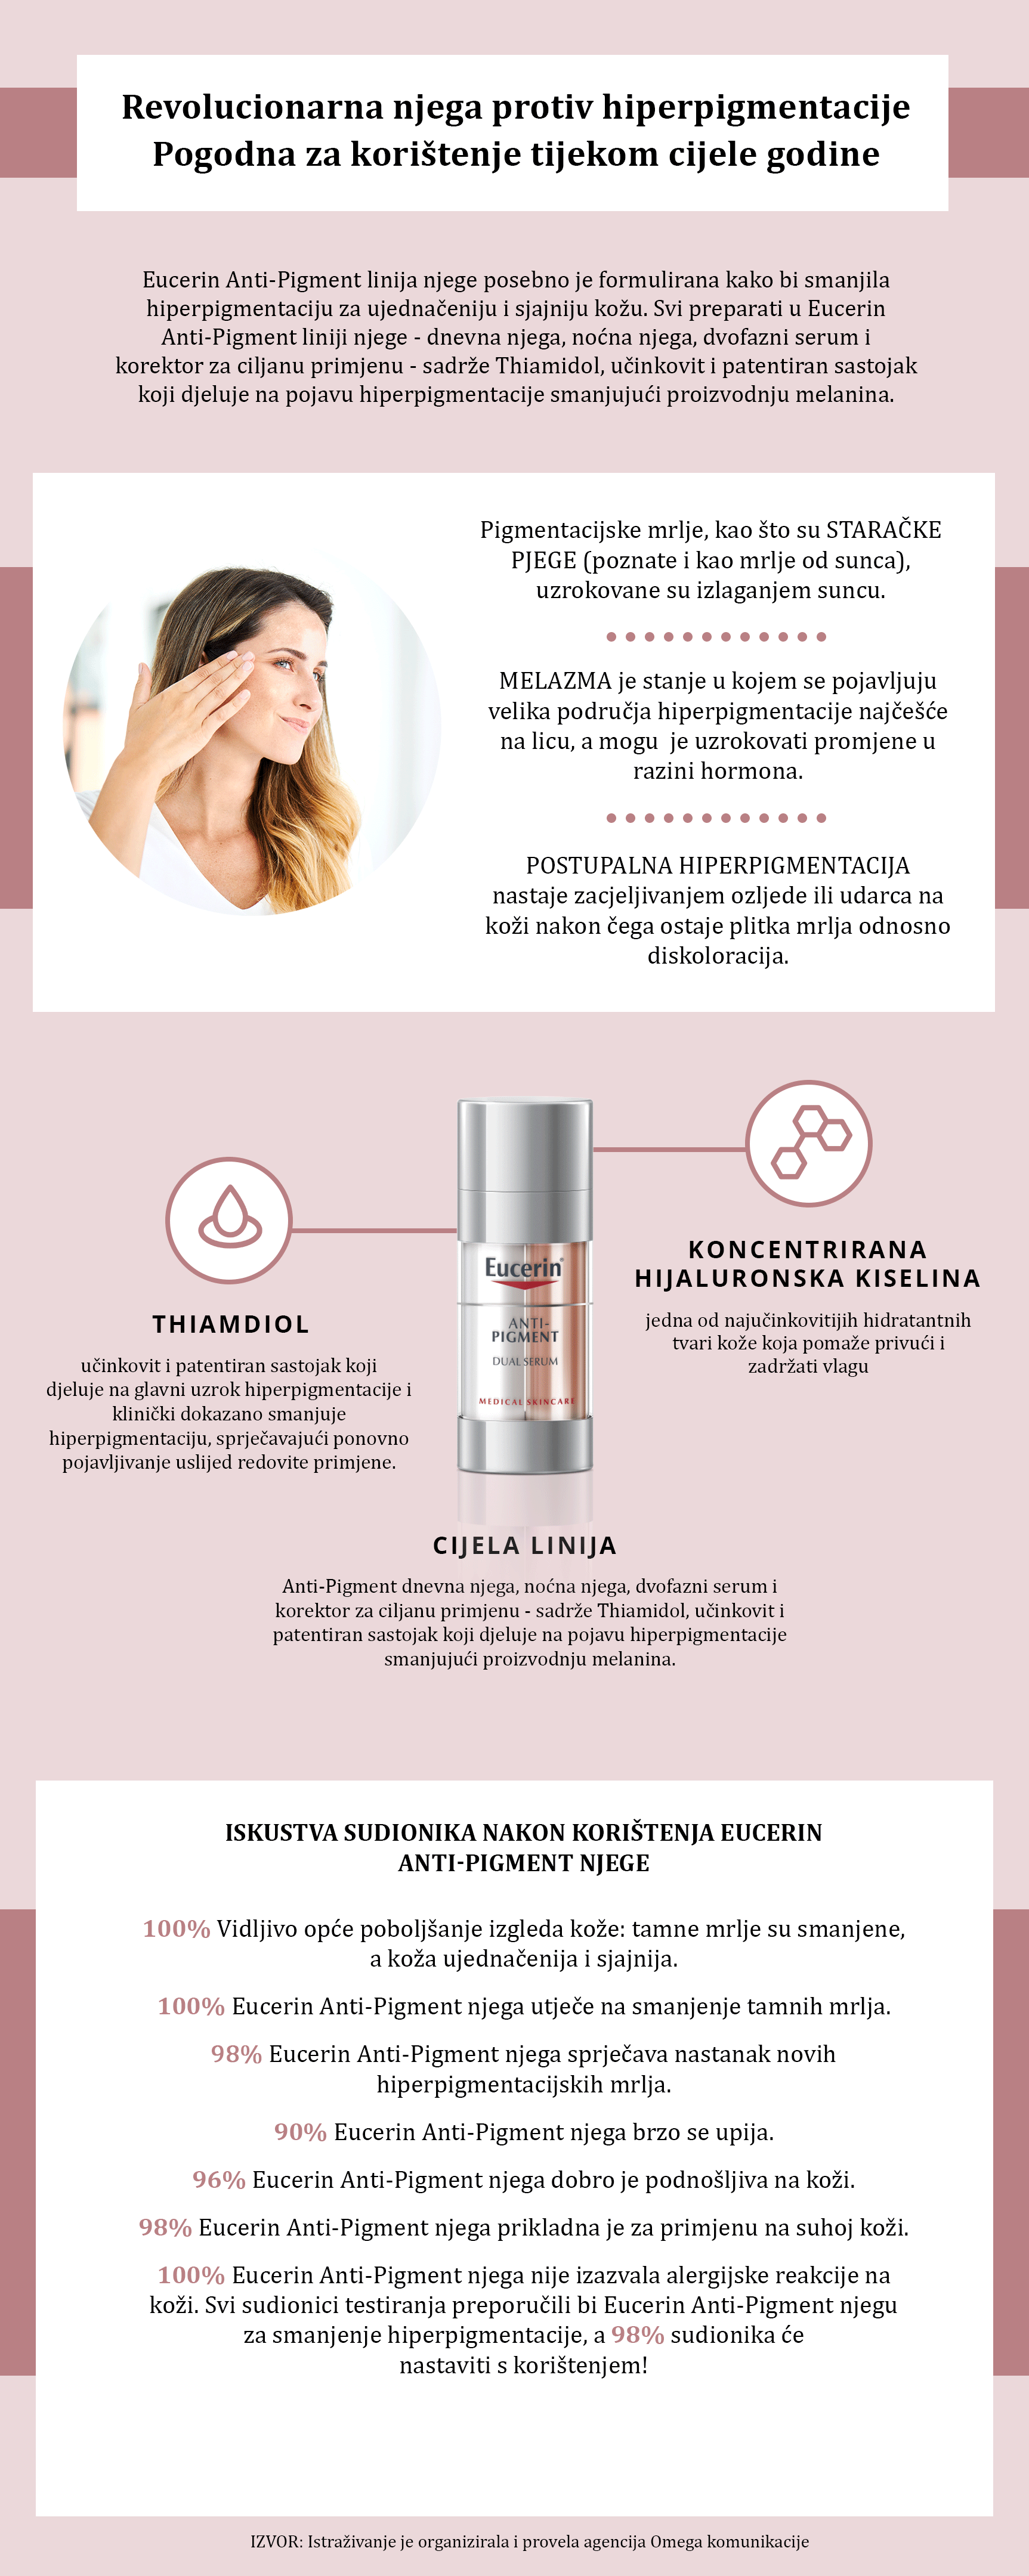 Revolucionarna njega protiv hiperpigmentacije
Pogodna za korištenje tijekom cijele godine
Eucerin Anti-Pigment linija njege posebno je formulirana kako bi smanjila
hiperpigmentaciju za ujednačeniju i sjajniju kožu. Svi preparati u Eucerin
Anti-Pigment liniji njege - dnevna njega, noćna njega, dvofazni serum i
korektor za ciljanu primjenu - sadrže Thiamidol, učinkovit i patentiran sastojak
koji djeluje na pojavu hiperpigmentacije smanjujući proizvodnju melanina.
Pigmentacijske mrlje, kao što su STARAČKE
PJEGE (poznate i kao mrlje od sunca),
uzrokovane su izlaganjem suncu.
MELAZMA je stanje u kojem se pojavljuju
velika područja hiperpigmentacije najčešće
na licu, a mogu  je uzrokovati promjene u
razini hormona.
POSTUPALNA HIPERPIGMENTACIJA
nastaje zacjeljivanjem ozljede ili udarca na
koži nakon čega ostaje plitka mrlja odnosno
diskoloracija.
THIAMDIOL
učinkovit i patentiran sastojak koji
djeluje na glavni uzrok hiperpigmentacije i
klinički dokazano smanjuje
hiperpigmentaciju, sprječavajući ponovno
pojavljivanje uslijed redovite primjene.
Eucerin®
ANTI-
PIGMENT
DUAL SERUM
MEDICAL SKINCARE
KONCENTRIRANA
HIJALURONSKA KISELINA
jedna od najučinkovitijih hidratantnih
tvari kože koja pomaže privući i
zadržati vlagu
CIJELA LINIJA
Anti-Pigment dnevna njega, noćna njega, dvofazni serum i
korektor za ciljanu primjenu - sadrže Thiamidol, učinkovit i
patentiran sastojak koji djeluje na pojavu hiperpigmentacije
smanjujući proizvodnju melanina.
ISKUSTVA SUDIONIKA NAKON KORIŠTENJA EUCERIN
ANTI-PIGMENT NJEGE
100% Vidljivo opće poboljšanje izgleda kože: tamne mrlje su smanjene,
a koža ujednačenija i sjajnija.
100% Eucerin Anti-Pigment njega utječe na smanjenje tamnih mrlja.
98% Eucerin Anti-Pigment njega sprječava nastanak novih
hiperpigmentacijskih mrlja.
90% Eucerin Anti-Pigment njega brzo se upija.
96% Eucerin Anti-Pigment njega dobro je podnošljiva na koži.
98% Eucerin Anti-Pigment njega prikladna je za primjenu na suhoj koži.
100% Eucerin Anti-Pigment njega nije izazvala alergijske reakcije na
koži. Svi sudionici testiranja preporučili bi Eucerin Anti-Pigment njegu
za smanjenje hiperpigmentacije, a 98% sudionika će
nastaviti s korištenjem!
IZVOR: Istraživanje je organizirala i provela agencija Omega komunikacije